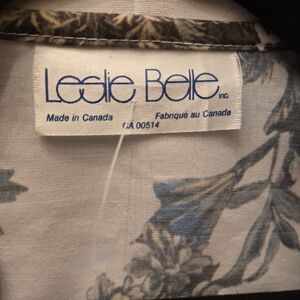 Leslie Belle inc.
Made in Canada Fabriqué au Canada
CA 00514